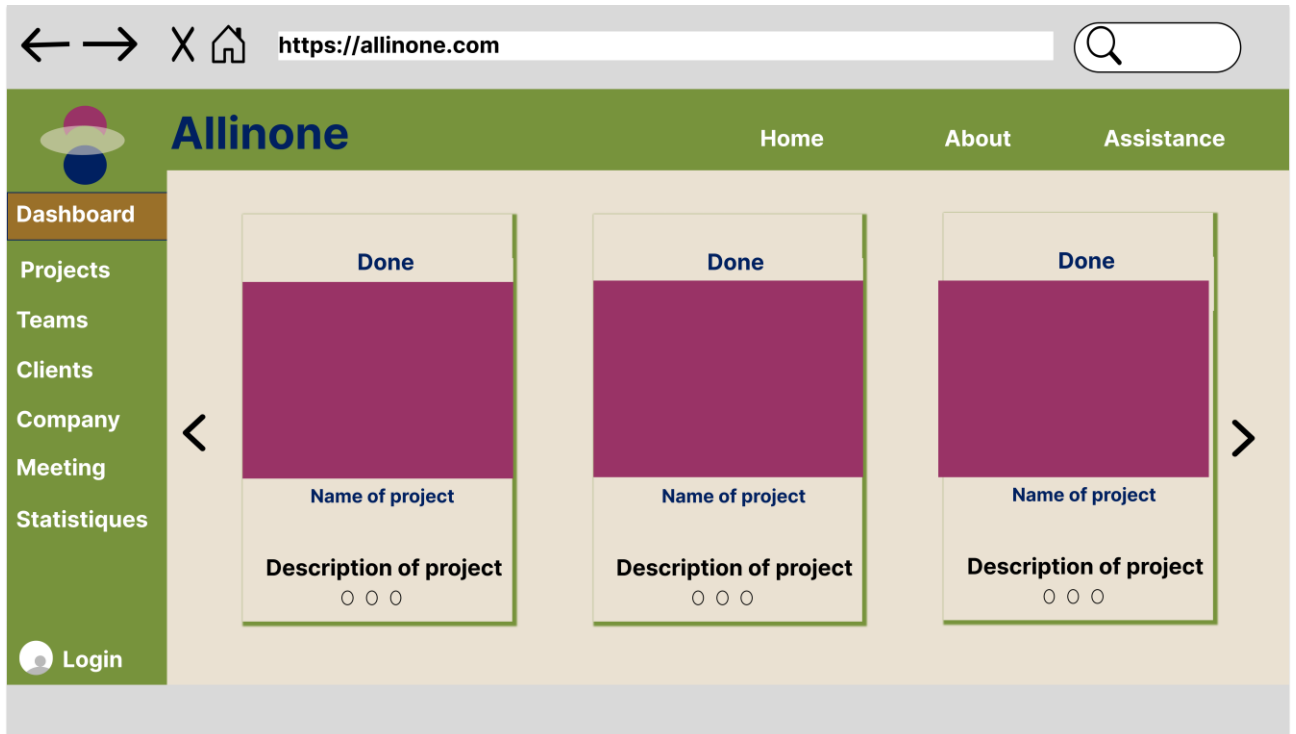 https://allinone.com
Allinone
Home
About
Assistance
Dashboard
Projects
Teams
Clients
Company
Meeting
Statistiques
Login
Done
Name of project
Description of project
Done
Name of project
Description of project
Done
Name of project
Description of project